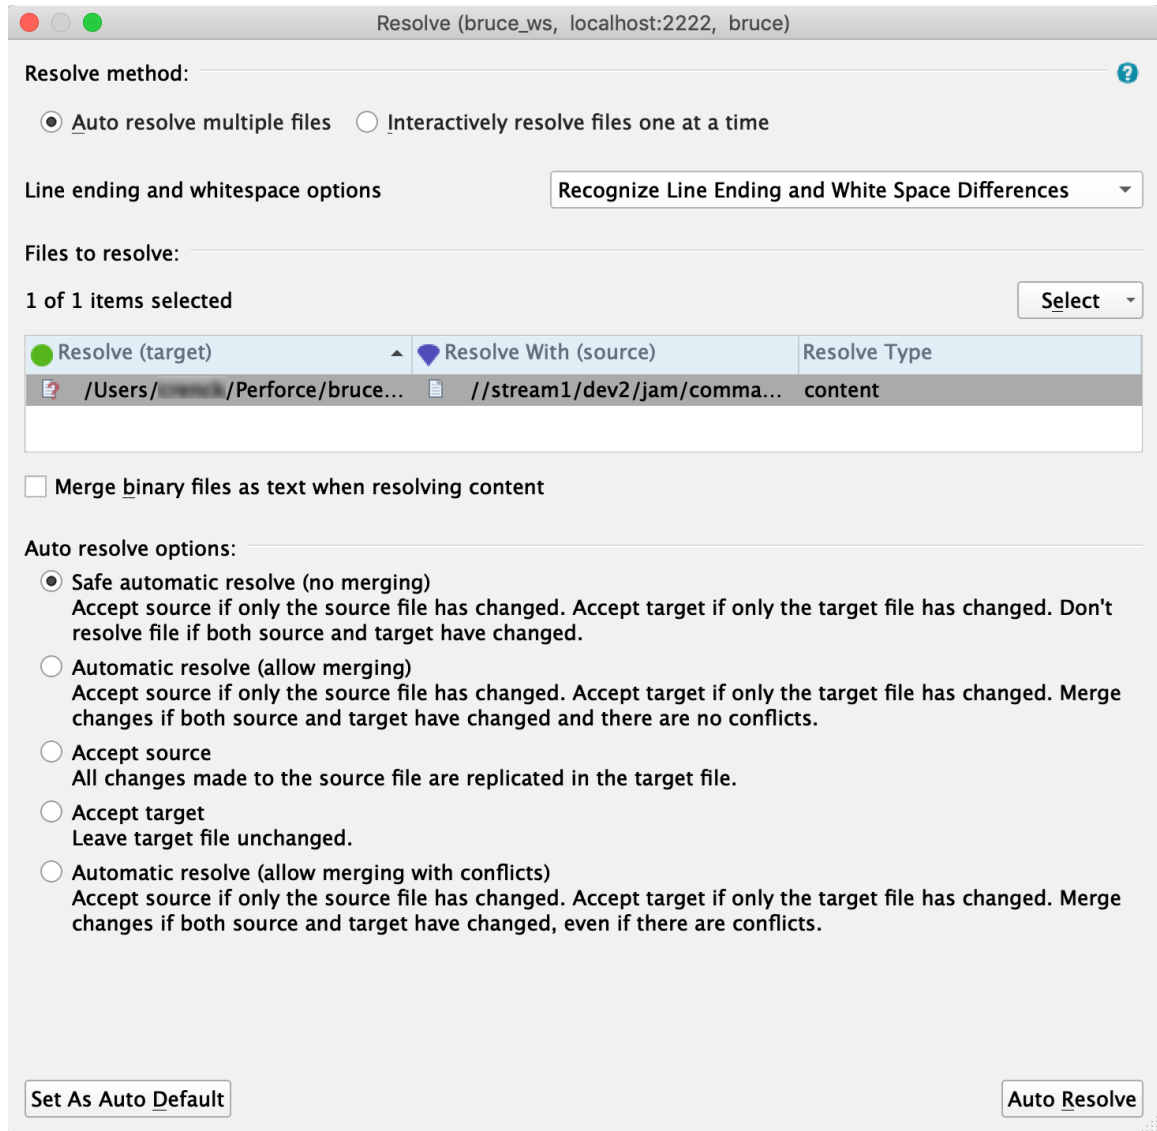 Resolve (bruce_ws, localhost:2222, bruce)
Resolve method:
Auto resolve multiple files Interactively resolve files one at a time
Line ending and whitespace options Recognize Line Ending and White Space Differences
Files to resolve:
1 of 1 items selected Select
Resolve (target) Resolve With (source) Resolve Type
/Users/ /Perforce/bruce... //stream1/dev2/jam/comma... content
Merge binary files as text when resolving content
Auto resolve options:
Safe automatic resolve (no merging)
Accept source if only the source file has changed. Accept target if only the target file has changed. Don't
resolve file if both source and target have changed.
Automatic resolve (allow merging)
Accept source if only the source file has changed. Accept target if only the target file has changed. Merge
changes if both source and target have changed and there are no conflicts.
Accept source
All changes made to the source file are replicated in the target file.
Accept target
Leave target file unchanged.
Automatic resolve (allow merging with conflicts)
Accept source if only the source file has changed. Accept target if only the target file has changed. Merge
changes if both source and target have changed, even if there are conflicts.
Set As Auto Default Auto Resolve